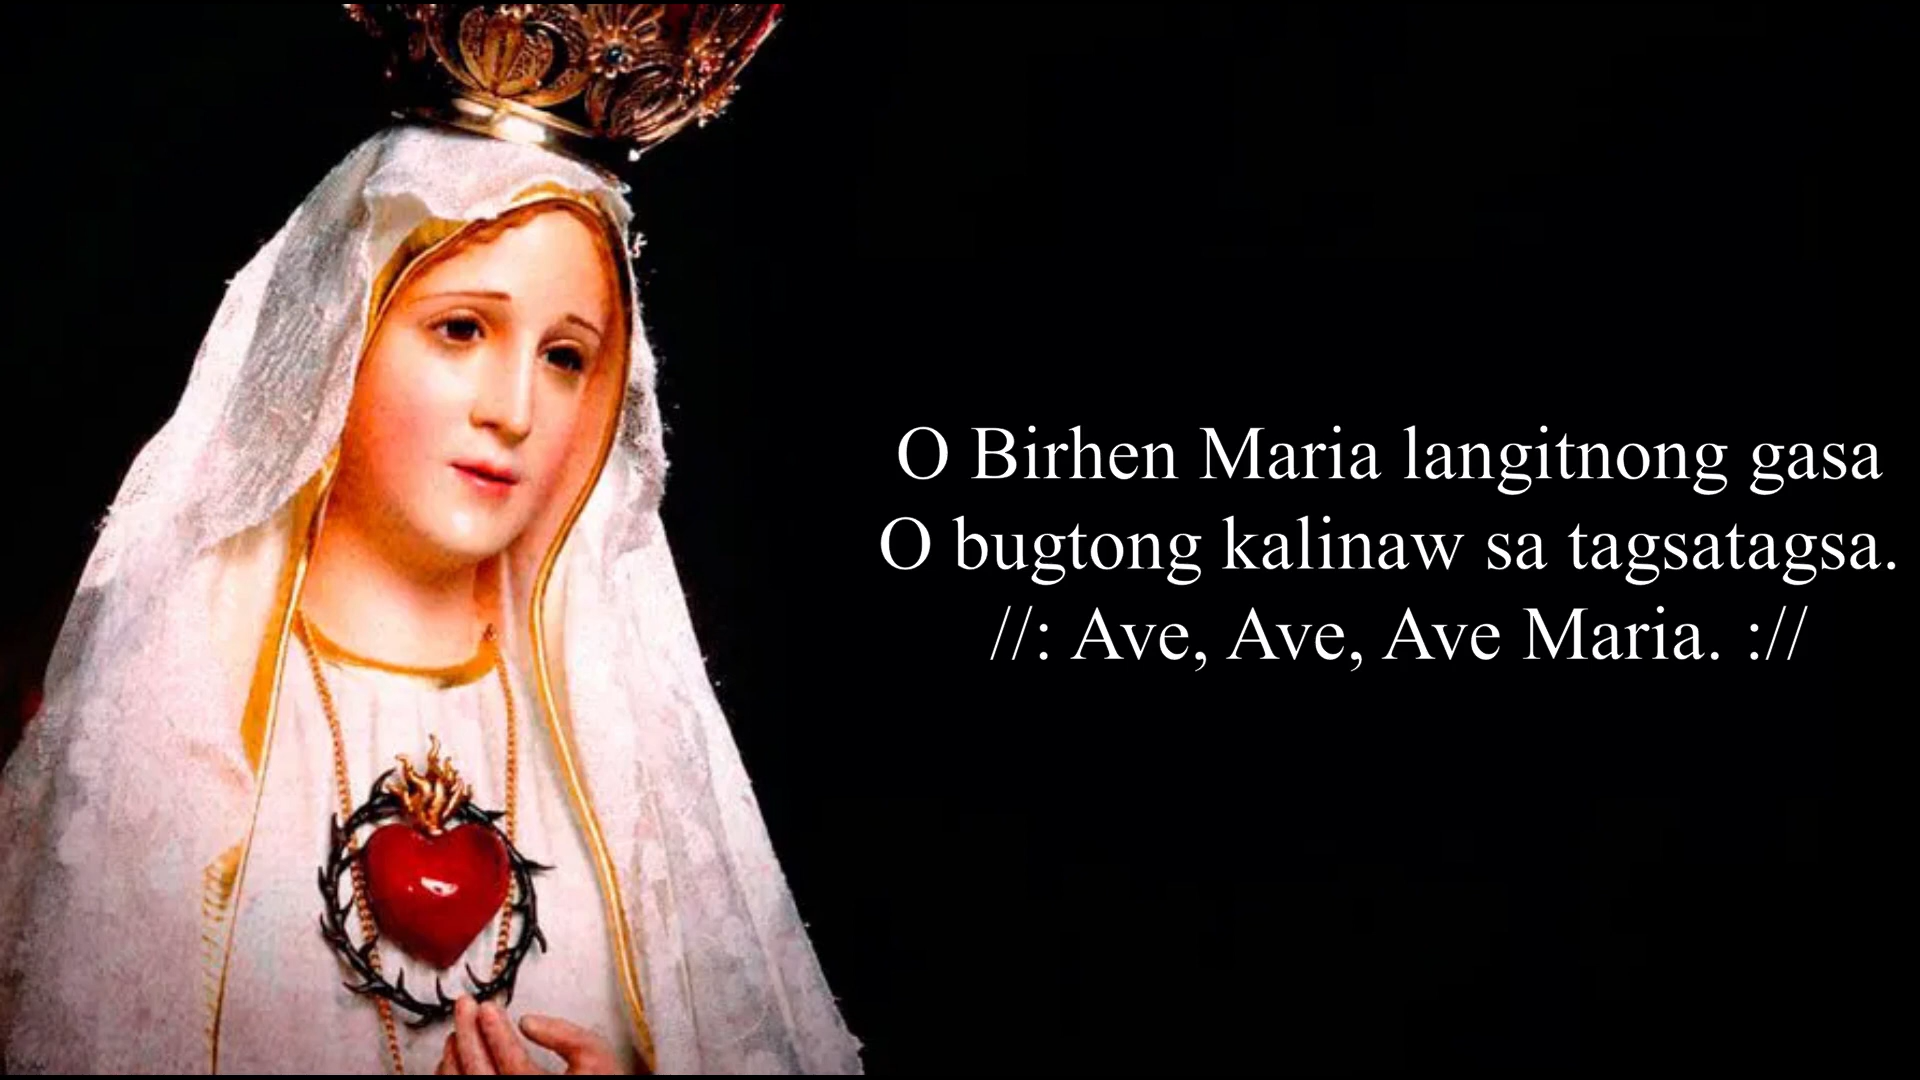 O Birhen Maria langitnong gasa
O bugtong kalinaw sa tagsatagsa.
//: Ave, Ave, Ave Maria. ://